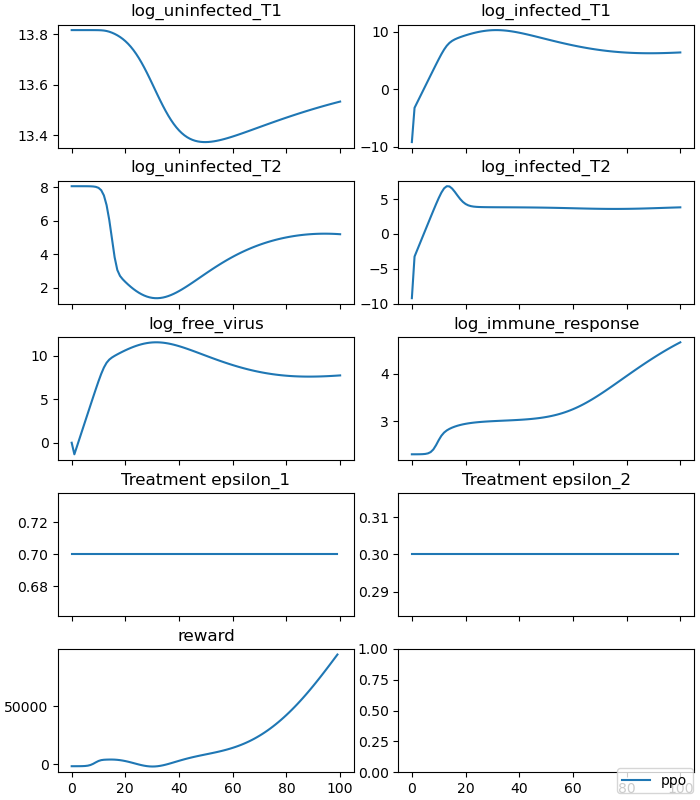 log_uninfected_T1
log_infected_T1
13.8
13.6
13.4
10
0
−10
log_uninfected_T2
log_infected_T2
8
6
4
2
5
0
−5
−10
log_free_virus
log_immune_response
10
5
0
4
3
Treatment epsilon_1
Treatment epsilon_2
0.72
0.70
0.68
0.31
0.30
0.29
reward
50000
0
1.00
0.75
0.50
0.25
0.00
ppo
0 20 40 60 80 100
0 20 40 60 80 100